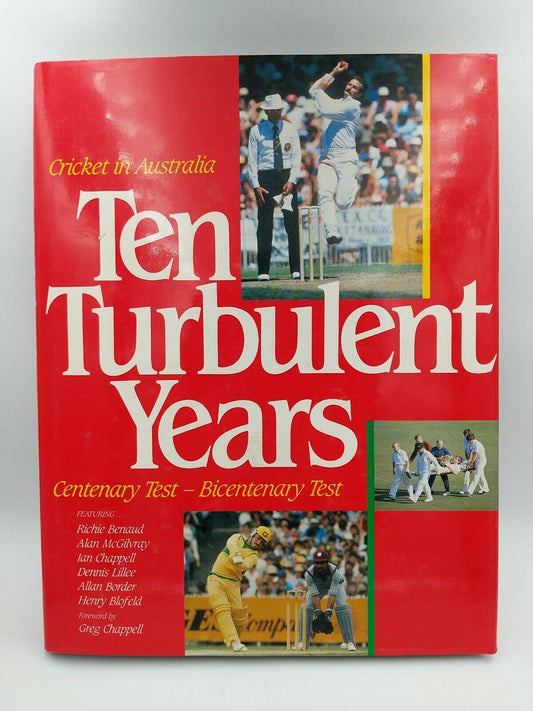 Cricket in Australia
Ten
Turbulent
Years
Centenary Test – Bicentenary Test
FEATURING...
Richie Benaud
Alan McGilvray
Ian Chappell
Dennis Lillee
Allan Border
Henry Blofeld
Foreword by
Greg Chappell